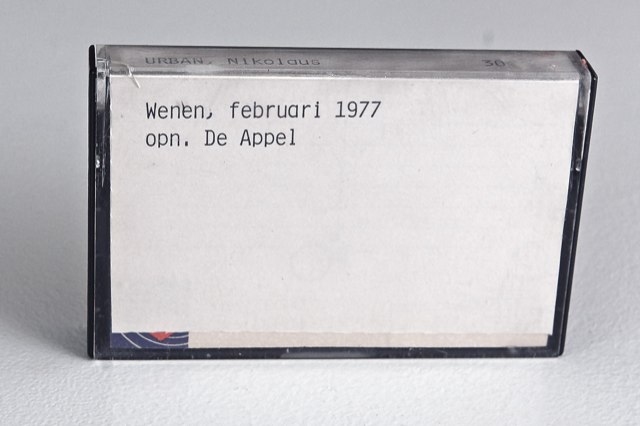 URBAN, Nikolaus 30
Wenen, februari 1977
opn. De Appel